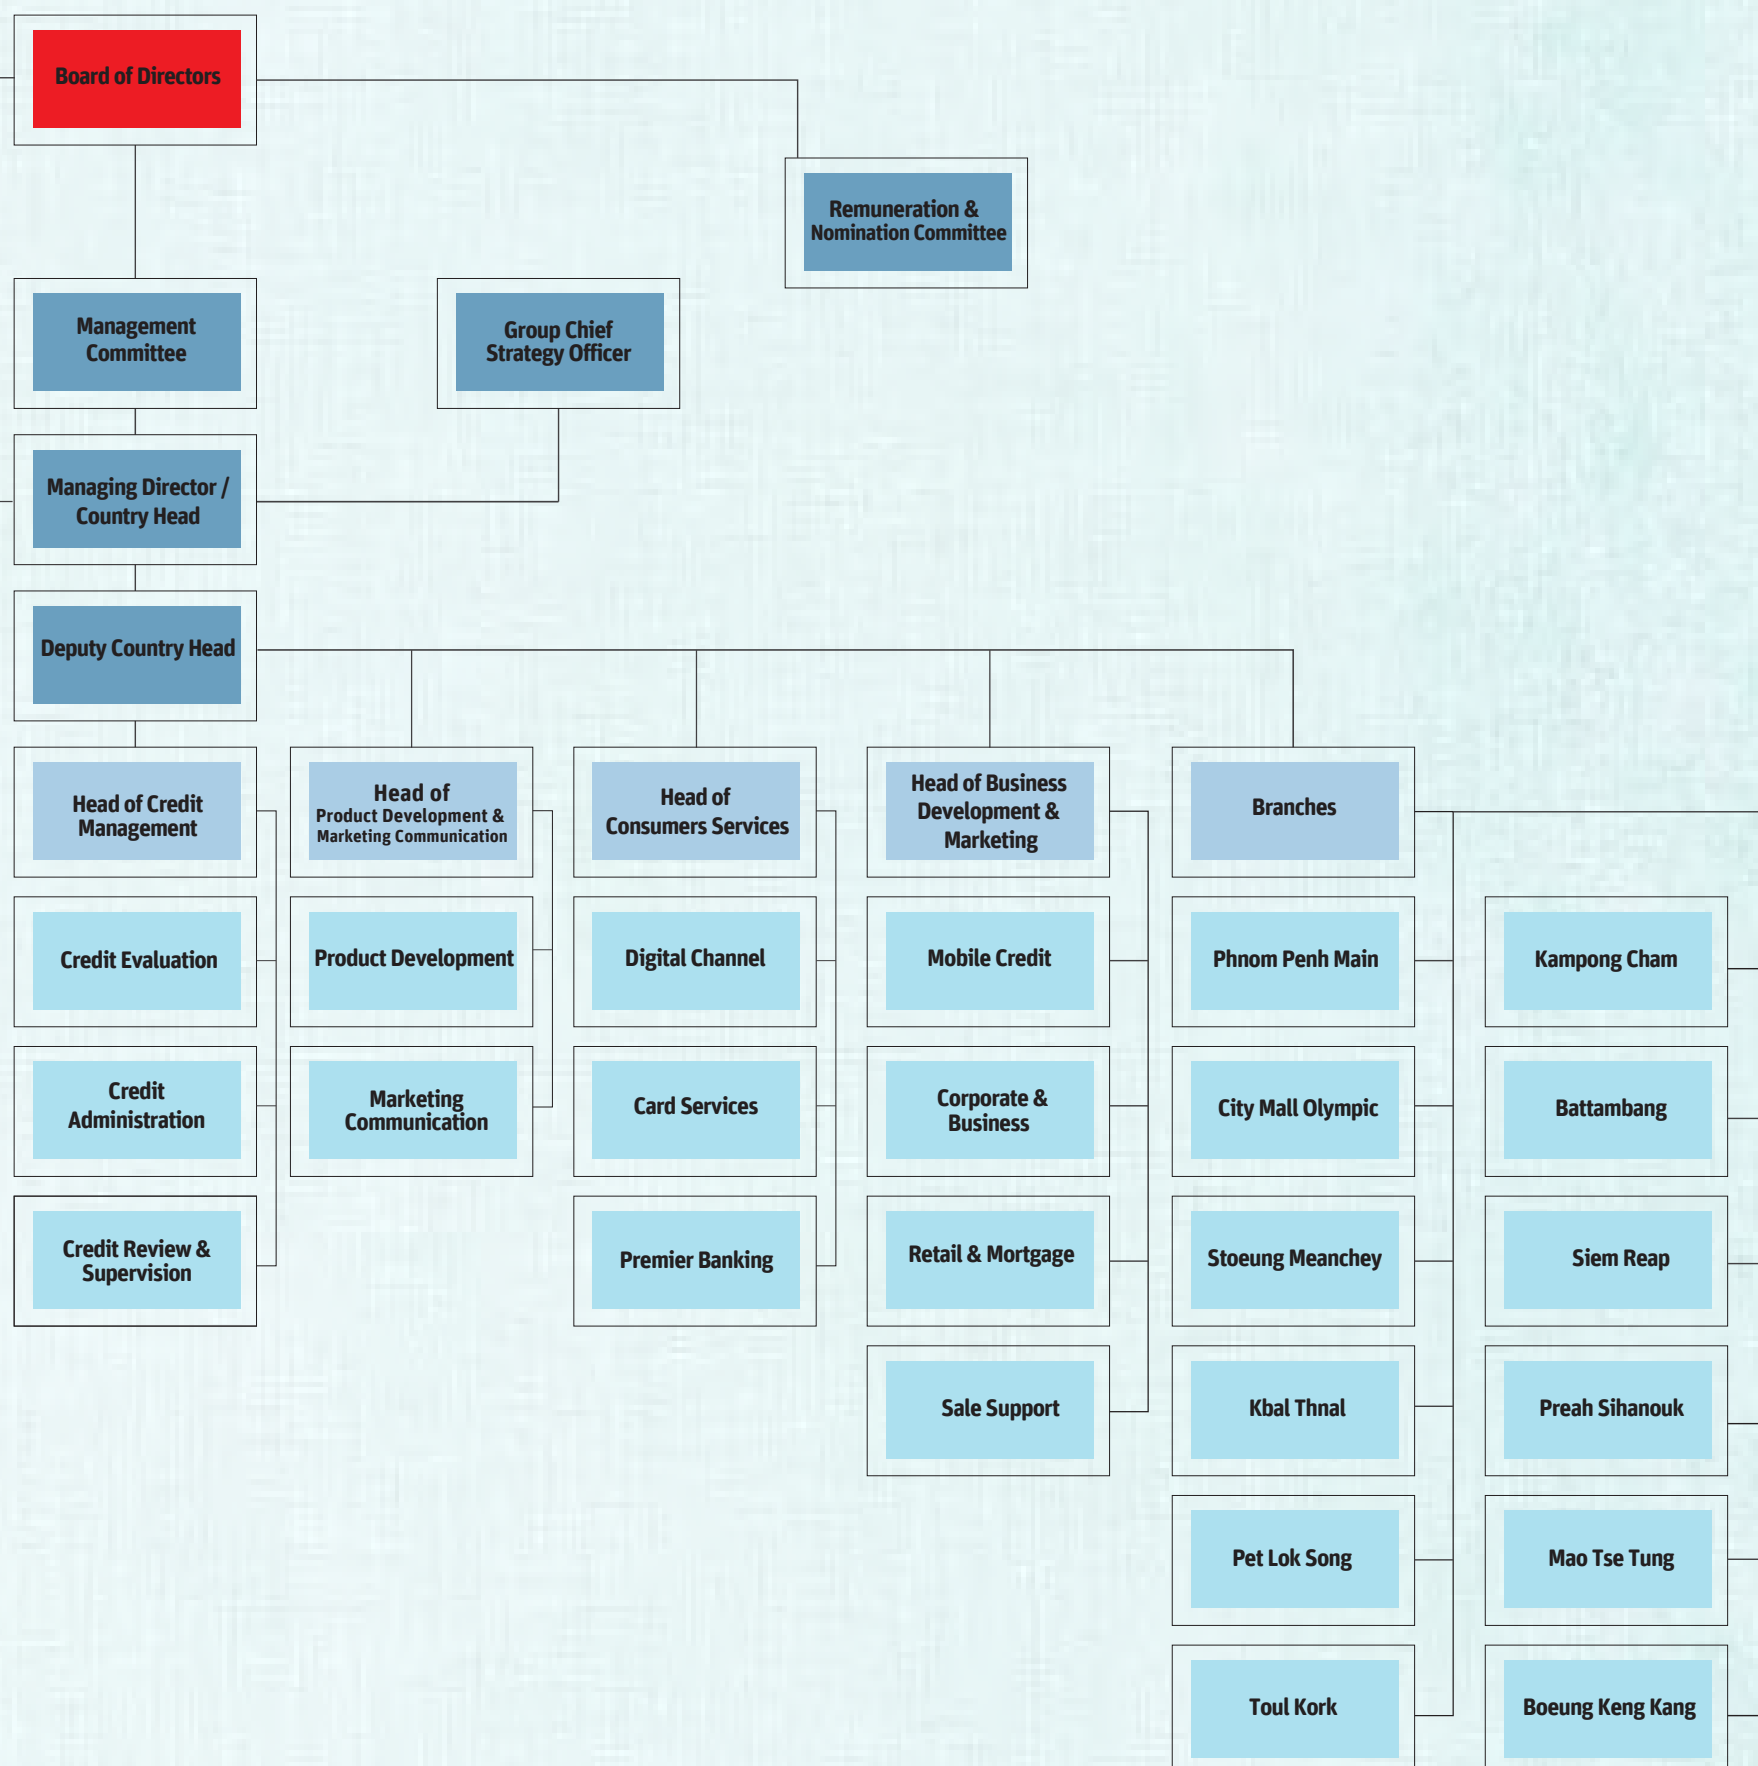 Board of Directors
Remuneration &
Nomination Committee
Management
Committee
Group Chief
Strategy Officer
Managing Director /
Country Head
Deputy Country Head
Head of Credit
Management
Head of
Product Development &
Marketing Communication
Head of
Consumers Services
Head of Business
Development &
Marketing
Branches
Credit Evaluation
Product Development
Digital Channel
Mobile Credit
Phnom Penh Main
Kampong Cham
Credit
Administration
Marketing
Communication
Card Services
Corporate &
Business
City Mall Olympic
Battambang
Credit Review &
Supervision
Premier Banking
Retail & Mortgage
Stoeung Meanchey
Siem Reap
Sale Support
Kbal Thnal
Preah Sihanouk
Pet Lok Song
Mao Tse Tung
Toul Kork
Boeung Keng Kang